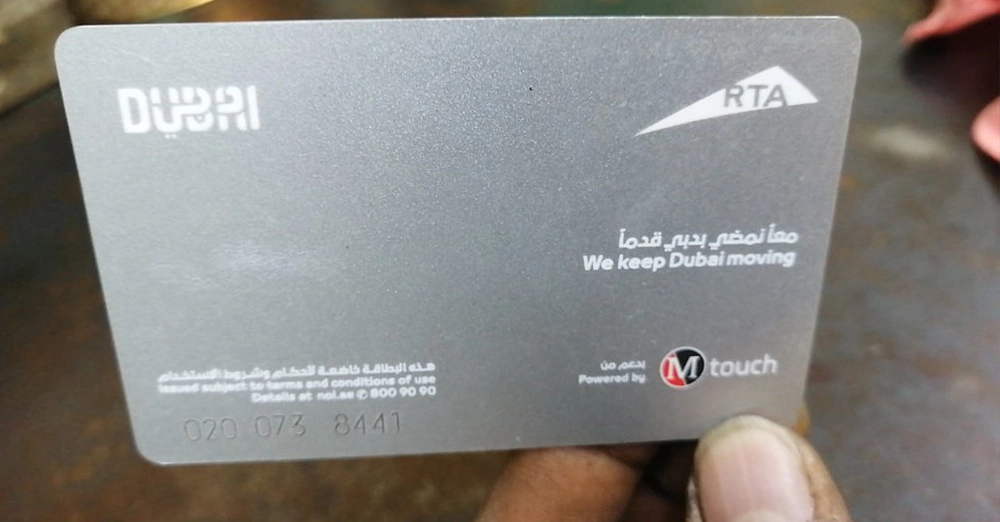 DUBAI
RTA
معاً نمضي بدبي قدماً
We keep Dubai moving
هذه البطاقة خاضعة لأحكام وشروط الاستخدام
Issued subject to terms and conditions of use
Details at nol.ae ✆ 800 90 90
بدعم من
Powered by
M touch
020 073 8441